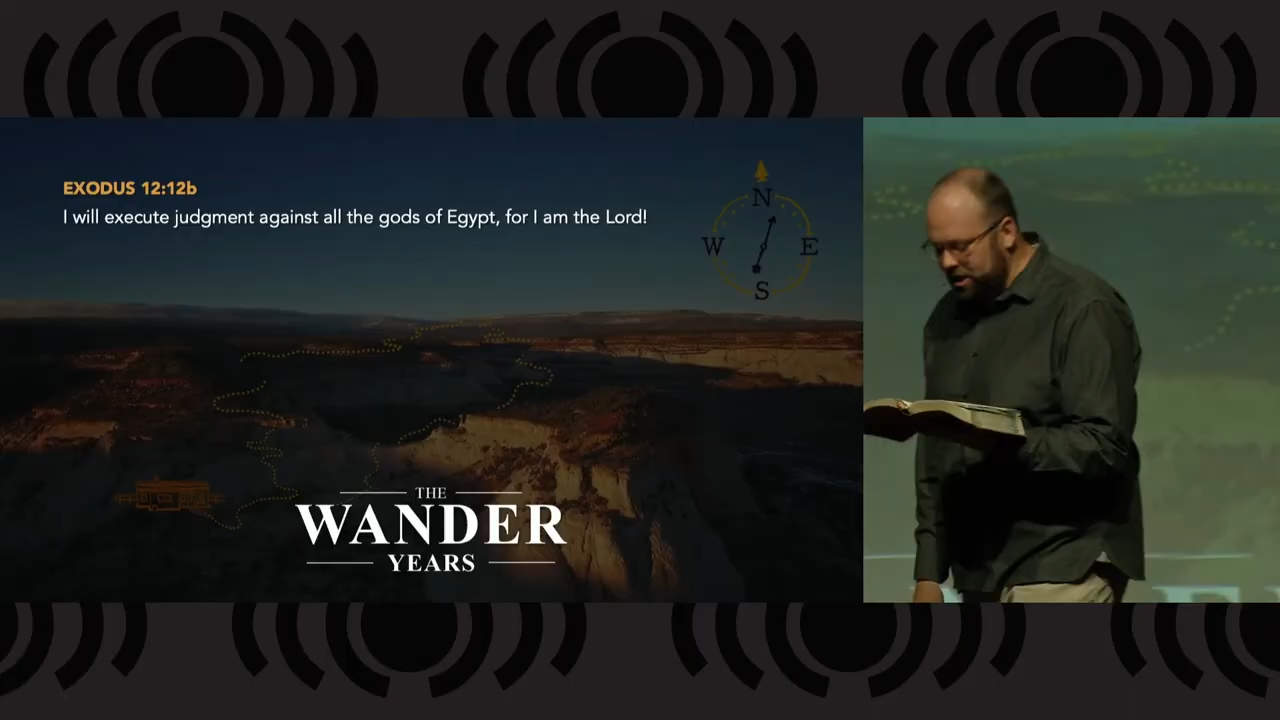 EXODUS 12:12b
I will execute judgment against all the gods of Egypt, for I am the Lord!
N
W E
S
THE
WANDER
YEARS